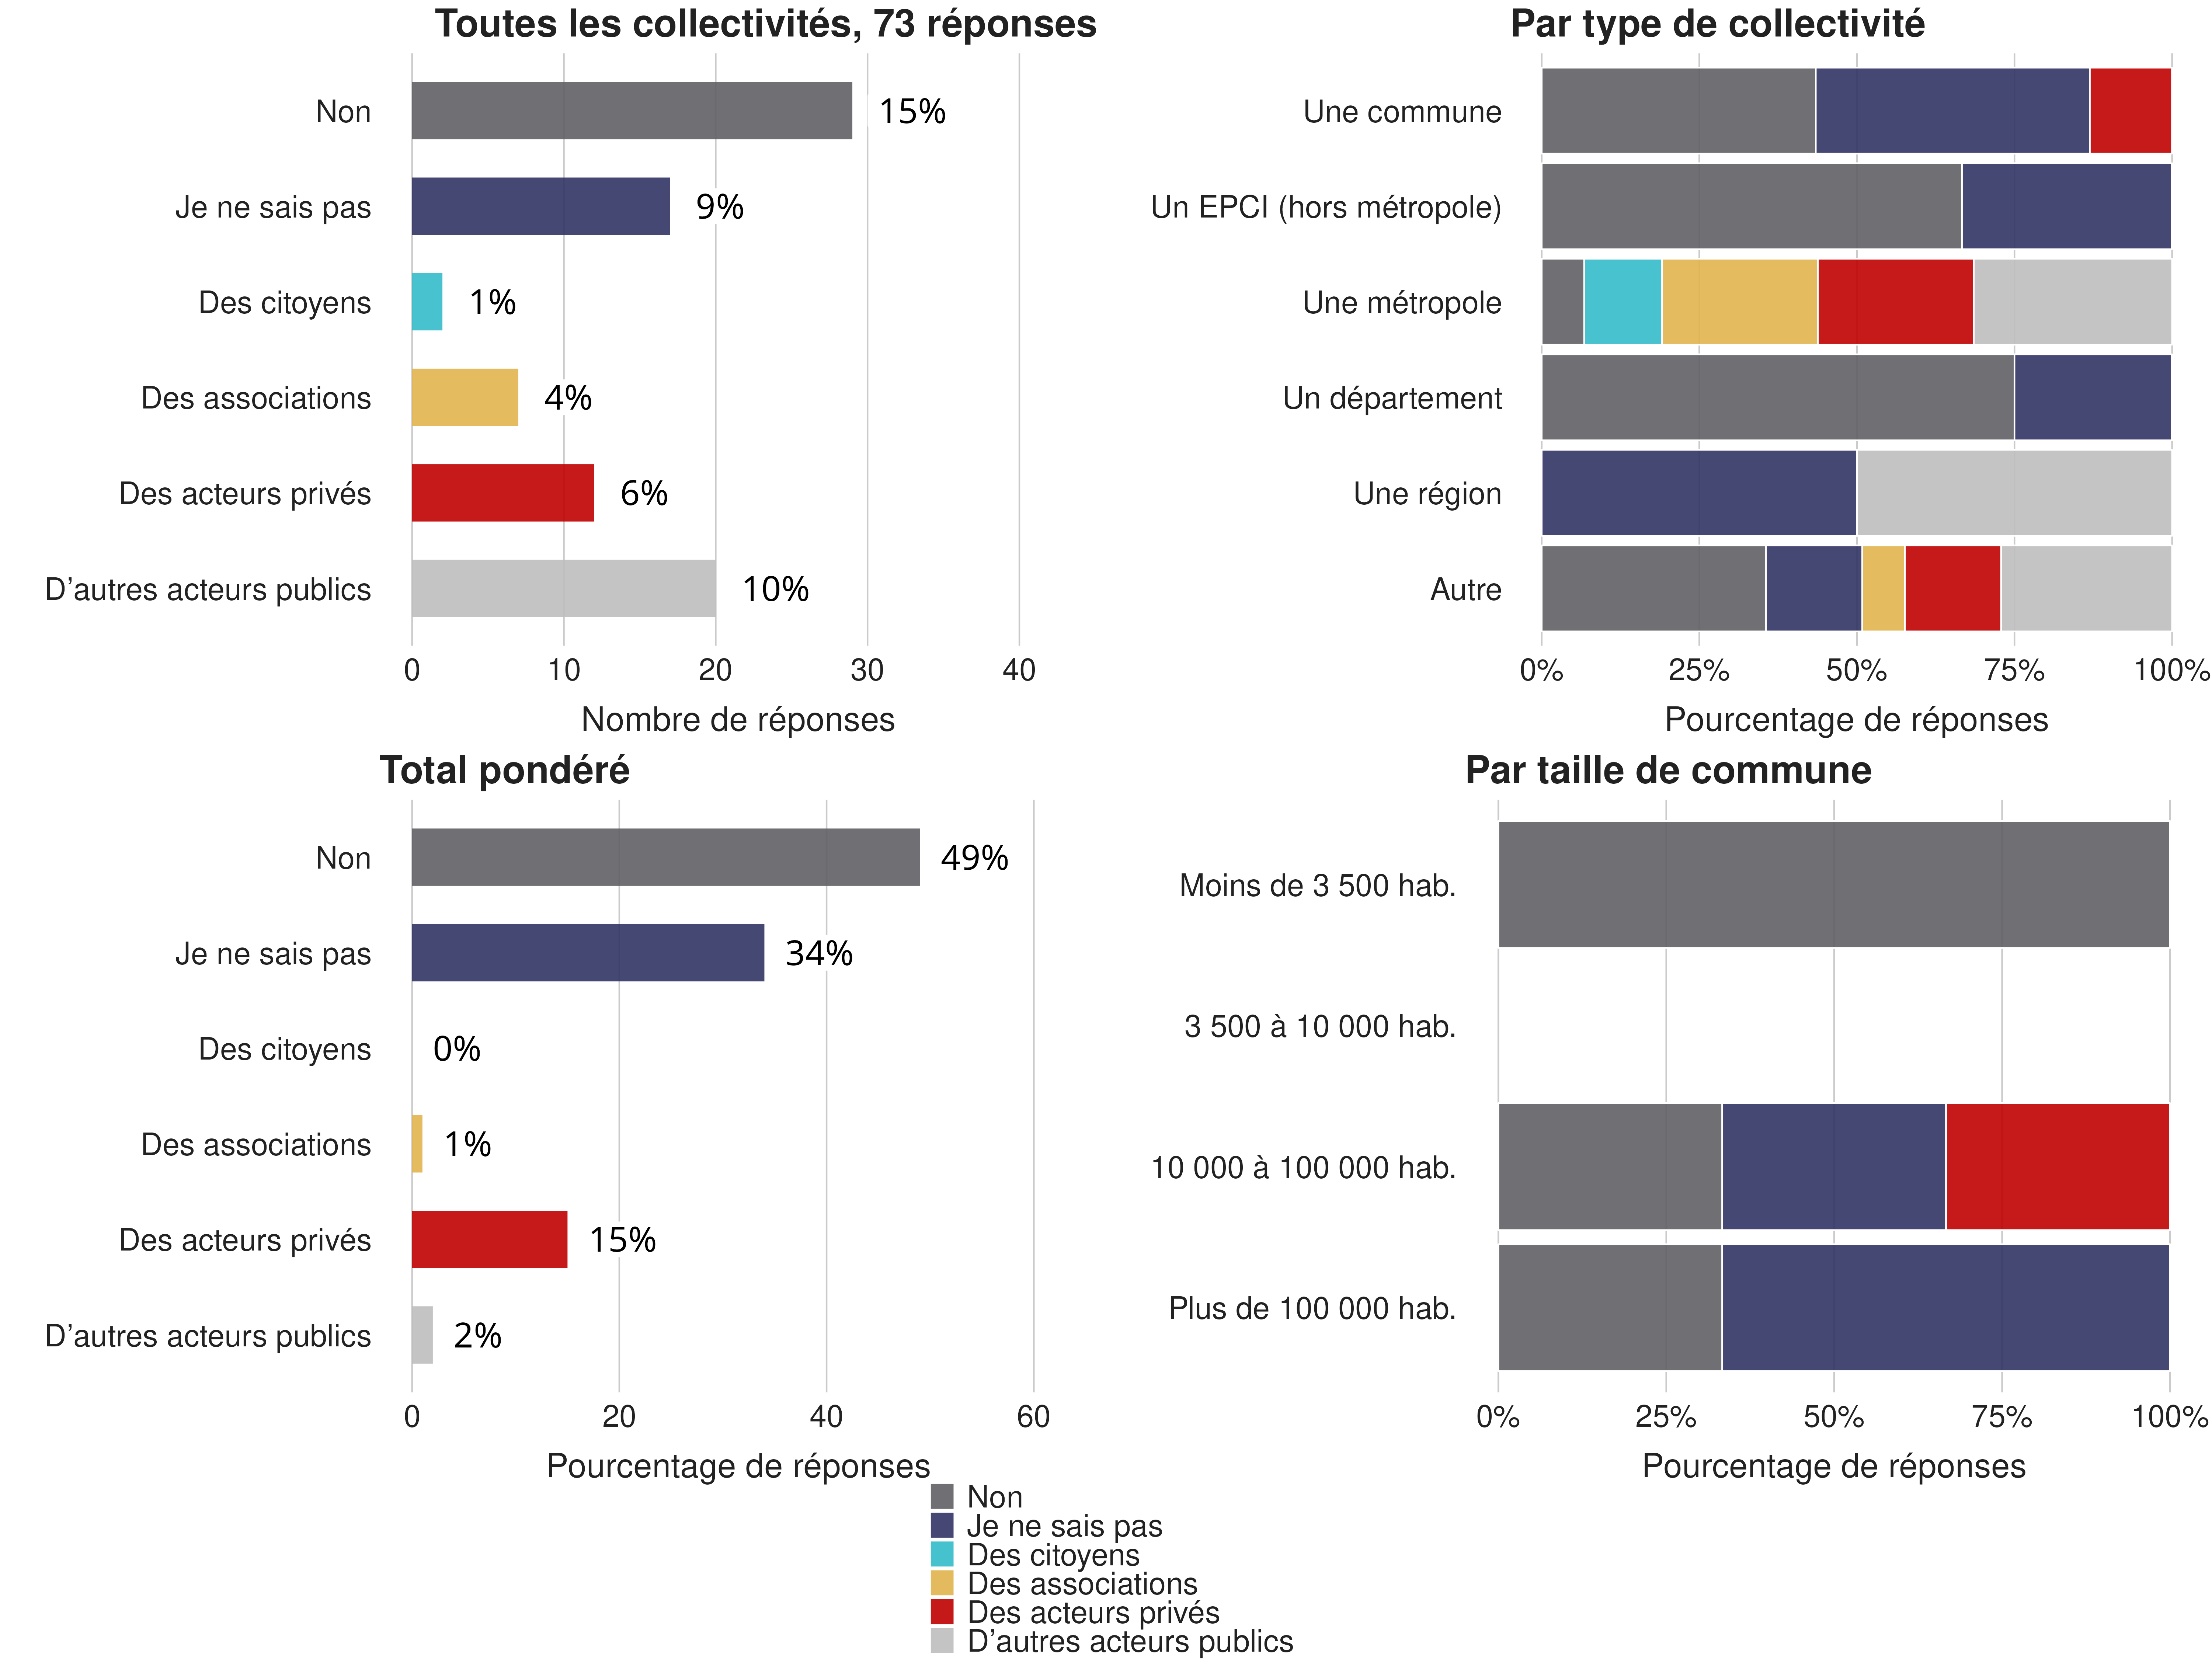 Toutes les collectivités, 73 réponses
Non
15%
Je ne sais pas
9%
Des citoyens
1%
Des associations
4%
Des acteurs privés
6%
D’autres acteurs publics
10%
0 10 20 30 40
Nombre de réponses
Par type de collectivité
Une commune
Un EPCI (hors métropole)
Une métropole
Un département
Une région
Autre
0% 25% 50% 75% 100%
Pourcentage de réponses
Total pondéré
Non
49%
Je ne sais pas
34%
Des citoyens
0%
Des associations
1%
Des acteurs privés
15%
D’autres acteurs publics
2%
0 20 40 60
Pourcentage de réponses
Par taille de commune
Moins de 3 500 hab.
3 500 à 10 000 hab.
10 000 à 100 000 hab.
Plus de 100 000 hab.
0% 25% 50% 75% 100%
Pourcentage de réponses
Non
Je ne sais pas
Des citoyens
Des associations
Des acteurs privés
D’autres acteurs publics